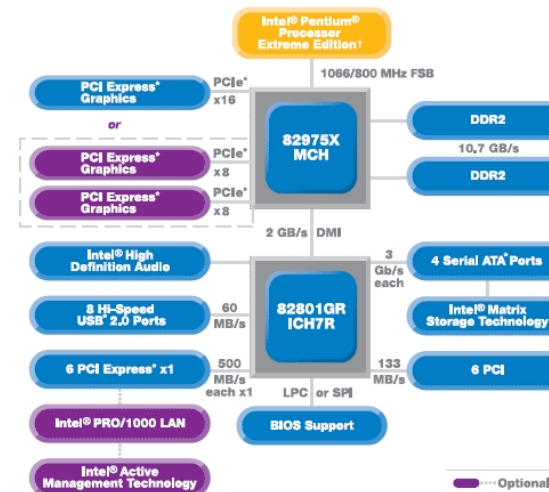 Intel® Pentium®
Processor
Extreme Edition†
1066/800 MHz FSB
PCI Express*
Graphics
PCIe*
x16
or
PCI Express*
Graphics
PCIe*
x8
PCI Express*
Graphics
PCIe*
x8
82975X
MCH
DDR2
10.7 GB/s
DDR2
2 GB/s DMI
Intel® High
Definition Audio
3
Gb/s
each
4 Serial ATA* Ports
Intel® Matrix
Storage Technology
8 Hi-Speed
USB* 2.0 Ports
60
MB/s
82801GR
ICH7R
6 PCI Express* x1
500
MB/s
each x1
133
MB/s
6 PCI
LPC or SPI
BIOS Support
Intel® PRO/1000 LAN
Intel® Active
Management Technology
Optional